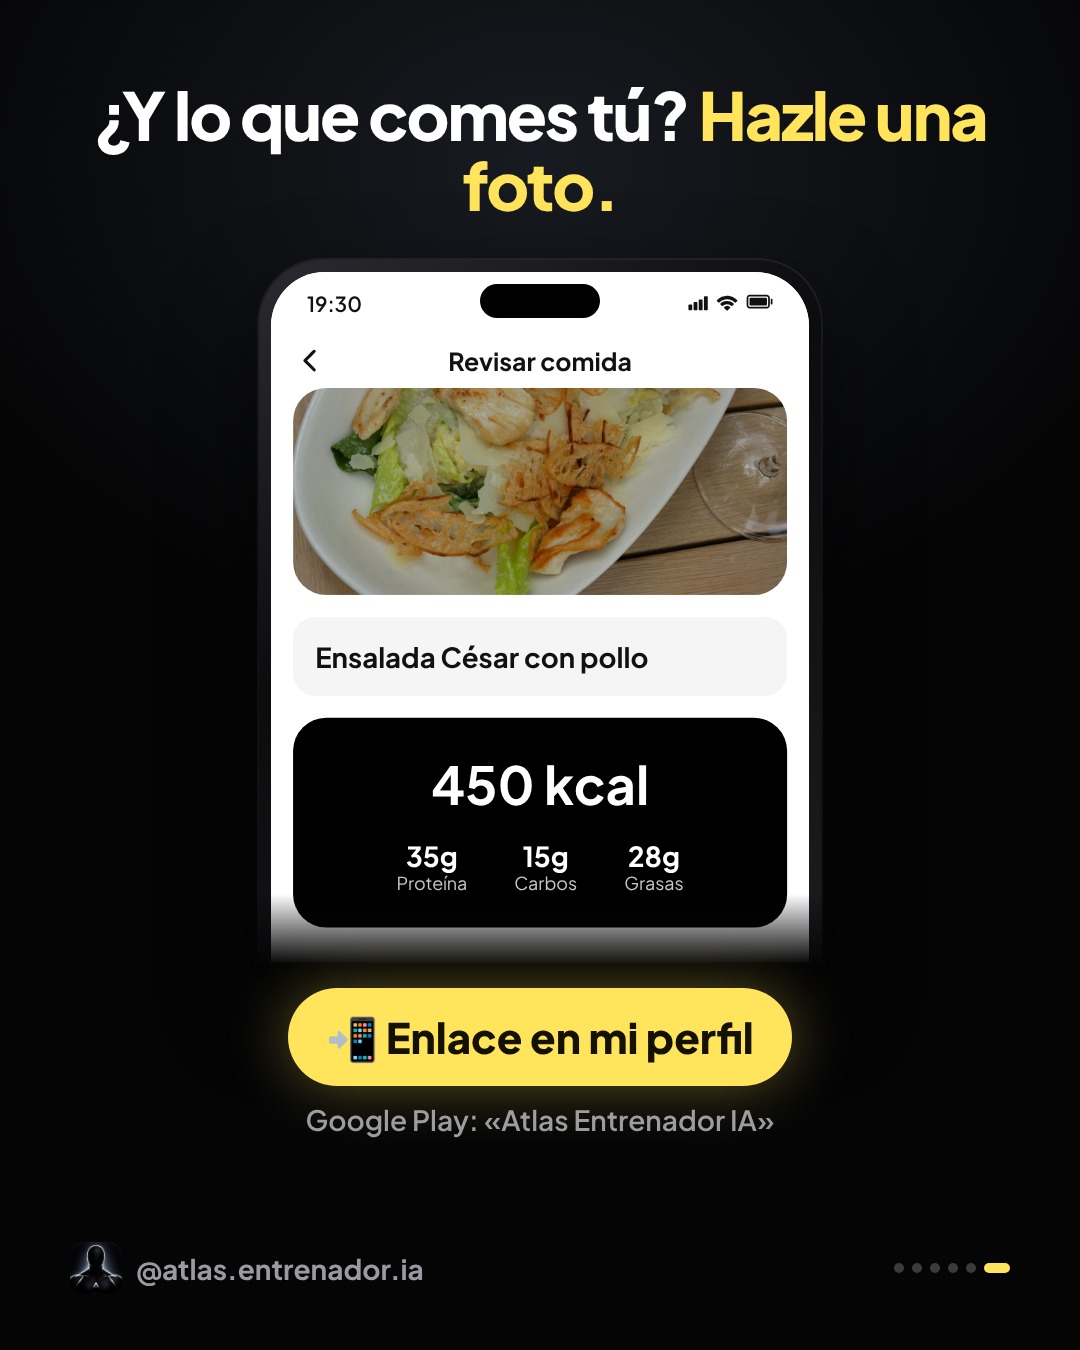 ¿Y lo que comes tú? Hazle una
foto.
19:30
Revisar comida
Ensalada César con pollo
450 kcal
35g 15g 28g
Proteína Carbos Grasas
Enlace en mi perfil
Google Play: «Atlas Entrenador IA»
@atlas.entrenador.ia